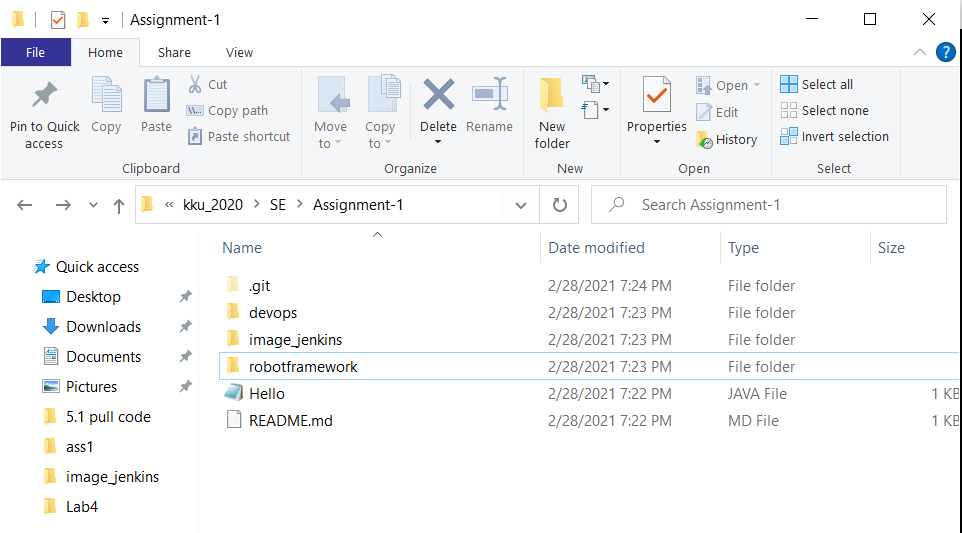 Assignment-1
File Home Share View
Pin to Quick access
Copy
Paste
Cut
Copy path
Paste shortcut
Clipboard
Move to
Copy to
Delete
Rename
Organize
New folder
New
Properties
Open
Edit
History
Open
Select all
Select none
Invert selection
Select
« kku_2020 > SE > Assignment-1
Search Assignment-1
Quick access
Desktop
Downloads
Documents
Pictures
5.1 pull code
ass1
image_jenkins
Lab4
Name Date modified Type Size
.git 2/28/2021 7:24 PM File folder
devops 2/28/2021 7:23 PM File folder
image_jenkins 2/28/2021 7:23 PM File folder
robotframework 2/28/2021 7:23 PM File folder
Hello 2/28/2021 7:22 PM JAVA File 1 KB
README.md 2/28/2021 7:22 PM MD File 1 KB